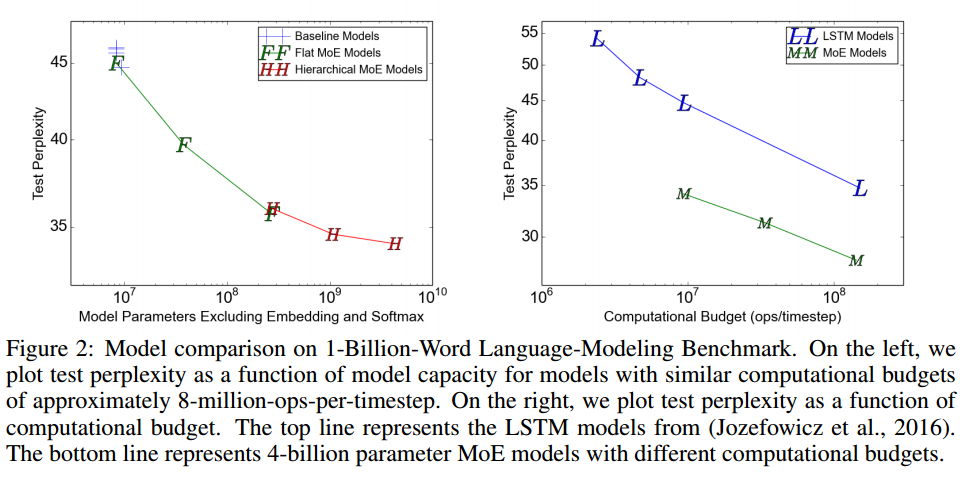 45
40
35
Test Perplexity
Baseline Models
FF Flat MoE Models
HH Hierarchical MoE Models
F
F
F
H
H
H
10^7 10^8 10^9 10^10
Model Parameters Excluding Embedding and Softmax
55
50
45
40
35
30
Test Perplexity
LL LSTM Models
MM MoE Models
L
L
L
L
M
M
M
10^6 10^7 10^8
Computational Budget (ops/timestep)
Figure 2: Model comparison on 1-Billion-Word Language-Modeling Benchmark. On the left, we
plot test perplexity as a function of model capacity for models with similar computational budgets
of approximately 8-million-ops-per-timestep. On the right, we plot test perplexity as a function of
computational budget. The top line represents the LSTM models from (Jozefowicz et al., 2016).
The bottom line represents 4-billion parameter MoE models with different computational budgets.